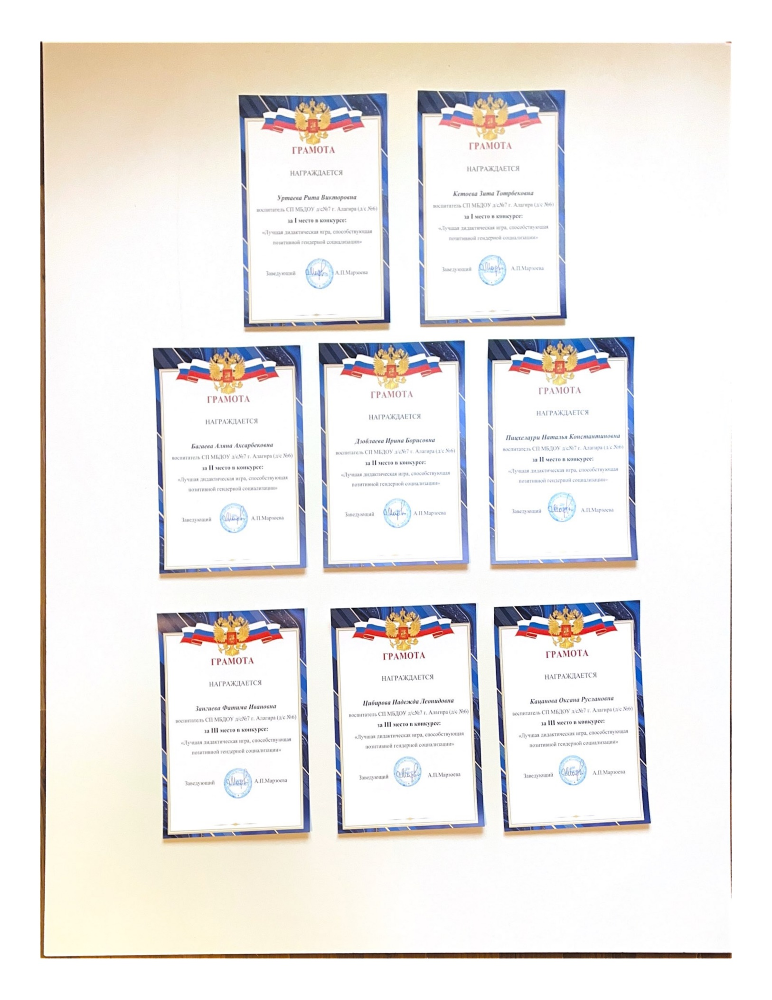 ГРАМОТА
НАГРАЖДАЕТСЯ
Уртаева Рита Викторовна
воспитатель СП МБДОУ д/с№7 г. Алагира (д/с №6)
за I место в конкурсе:
«Лучшая дидактическая игра, способствующая
позитивной гендерной социализации»
Заведующий А.П.Марзоева
ГРАМОТА
НАГРАЖДАЕТСЯ
Кетоева Зита Тотрбековна
воспитатель СП МБДОУ д/с№7 г. Алагира (д/с №6)
за I место в конкурсе:
«Лучшая дидактическая игра, способствующая
позитивной гендерной социализации»
Заведующий А.П.Марзоева
ГРАМОТА
НАГРАЖДАЕТСЯ
Багаева Аляна Ахсарбековна
воспитатель СП МБДОУ д/с№7 г. Алагира (д/с №6)
за II место в конкурсе:
«Лучшая дидактическая игра, способствующая
позитивной гендерной социализации»
Заведующий А.П.Марзоева
ГРАМОТА
НАГРАЖДАЕТСЯ
Дзоблаева Ирина Борисовна
воспитатель СП МБДОУ д/с№7 г. Алагира (д/с №6)
за II место в конкурсе:
«Лучшая дидактическая игра, способствующая
позитивной гендерной социализации»
Заведующий А.П.Марзоева
ГРАМОТА
НАГРАЖДАЕТСЯ
Пицхелаури Наталья Константиновна
воспитатель СП МБДОУ д/с№7 г. Алагира (д/с №6)
за II место в конкурсе:
«Лучшая дидактическая игра, способствующая
позитивной гендерной социализации»
Заведующий А.П.Марзоева
ГРАМОТА
НАГРАЖДАЕТСЯ
Зангиева Фатима Ивановна
воспитатель СП МБДОУ д/с№7 г. Алагира (д/с №6)
за III место в конкурсе:
«Лучшая дидактическая игра, способствующая
позитивной гендерной социализации»
Заведующий А.П.Марзоева
ГРАМОТА
НАГРАЖДАЕТСЯ
Цибирова Надежда Леонидовна
воспитатель СП МБДОУ д/с№7 г. Алагира (д/с №6)
за III место в конкурсе:
«Лучшая дидактическая игра, способствующая
позитивной гендерной социализации»
Заведующий А.П.Марзоева
ГРАМОТА
НАГРАЖДАЕТСЯ
Кацанова Оксана Руслановна
воспитатель СП МБДОУ д/с№7 г. Алагира (д/с №6)
за III место в конкурсе:
«Лучшая дидактическая игра, способствующая
позитивной гендерной социализации»
Заведующий А.П.Марзоева